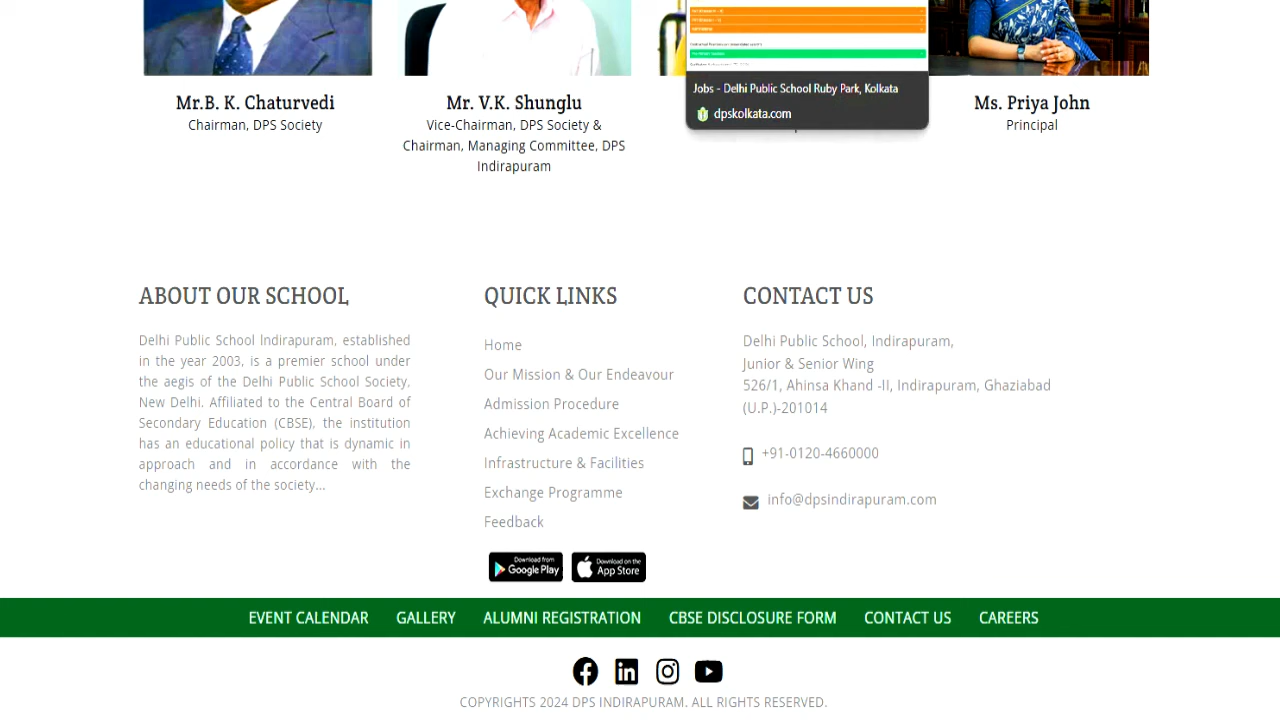 Jobs - Delhi Public School Ruby Park, Kolkata
dpskolkata.com
Mr.B. K. Chaturvedi
Chairman, DPS Society
Mr. V.K. Shunglu
Vice-Chairman, DPS Society &
Chairman, Managing Committee, DPS
Indirapuram
Ms. Priya John
Principal
ABOUT OUR SCHOOL
Delhi Public School Indirapuram, established
in the year 2003, is a premier school under
the aegis of the Delhi Public School Society,
New Delhi. Affiliated to the Central Board of
Secondary Education (CBSE), the institution
has an educational policy that is dynamic in
approach and in accordance with the
changing needs of the society...
QUICK LINKS
Home
Our Mission & Our Endeavour
Admission Procedure
Achieving Academic Excellence
Infrastructure & Facilities
Exchange Programme
Feedback
Download from
Google Play
Download on the
App Store
CONTACT US
Delhi Public School, Indirapuram,
Junior & Senior Wing
526/1, Ahinsa Khand -II, Indirapuram, Ghaziabad
(U.P.)-201014
+91-0120-4660000
info@dpsindirapuram.com
EVENT CALENDAR GALLERY ALUMNI REGISTRATION CBSE DISCLOSURE FORM CONTACT US CAREERS
COPYRIGHTS 2024 DPS INDIRAPURAM. ALL RIGHTS RESERVED.